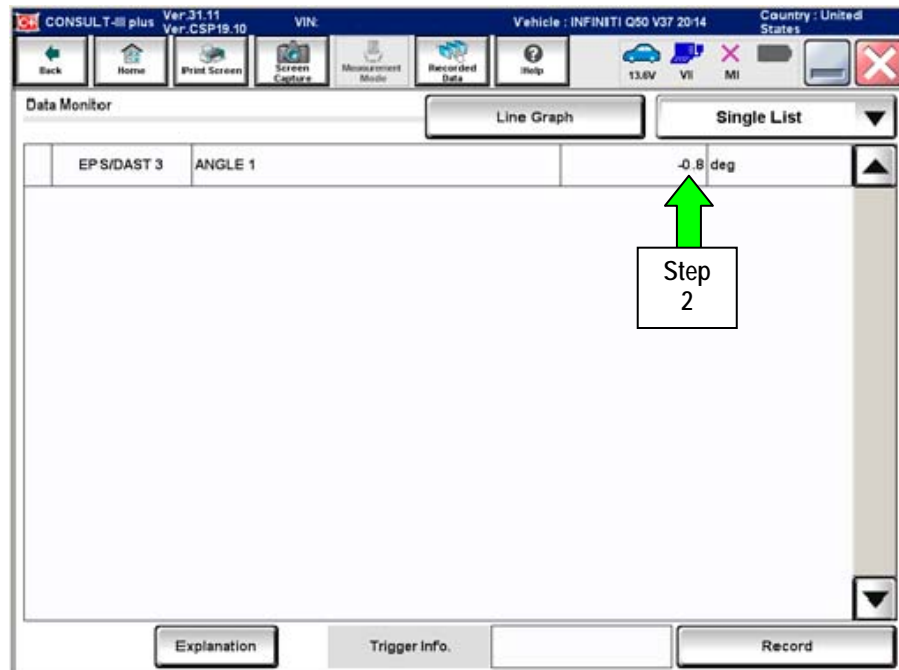 CONSULT-III plus Ver.31.11 VIN: Vehicle : INFINITI Q50 V37 2014 Country : United
Ver.CSP19.10 States
Back Home Print Screen Screen Capture Measurement Mode Recorded Data Help 13.6V VII MI
Data Monitor Line Graph Single List
EPS/DAST 3 ANGLE 1 -0.8 deg
Step
2
Explanation Trigger Info. Record